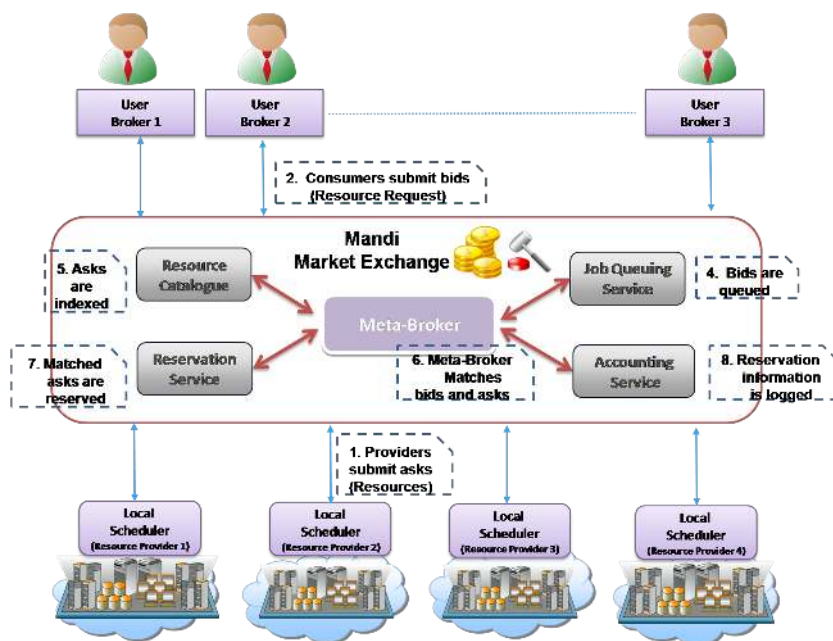 User
Broker 1
User
Broker 2
User
Broker 3
2. Consumers submit bids
(Resource Request)
Mandi
Market Exchange
5. Asks
are
indexed
Resource
Catalogue
Job Queuing
Service
4. Bids are
queued
Meta-Broker
7. Matched
asks are
reserved
Reservation
Service
6. Meta-Broker
Matches
bids and asks
Accounting
Service
8. Reservation
information
is logged
1. Providers
submit asks
(Resources)
Local
Scheduler
(Resource Provider 1)
Local
Scheduler
(Resource Provider 2)
Local
Scheduler
(Resource Provider 3)
Local
Scheduler
(Resource Provider 4)